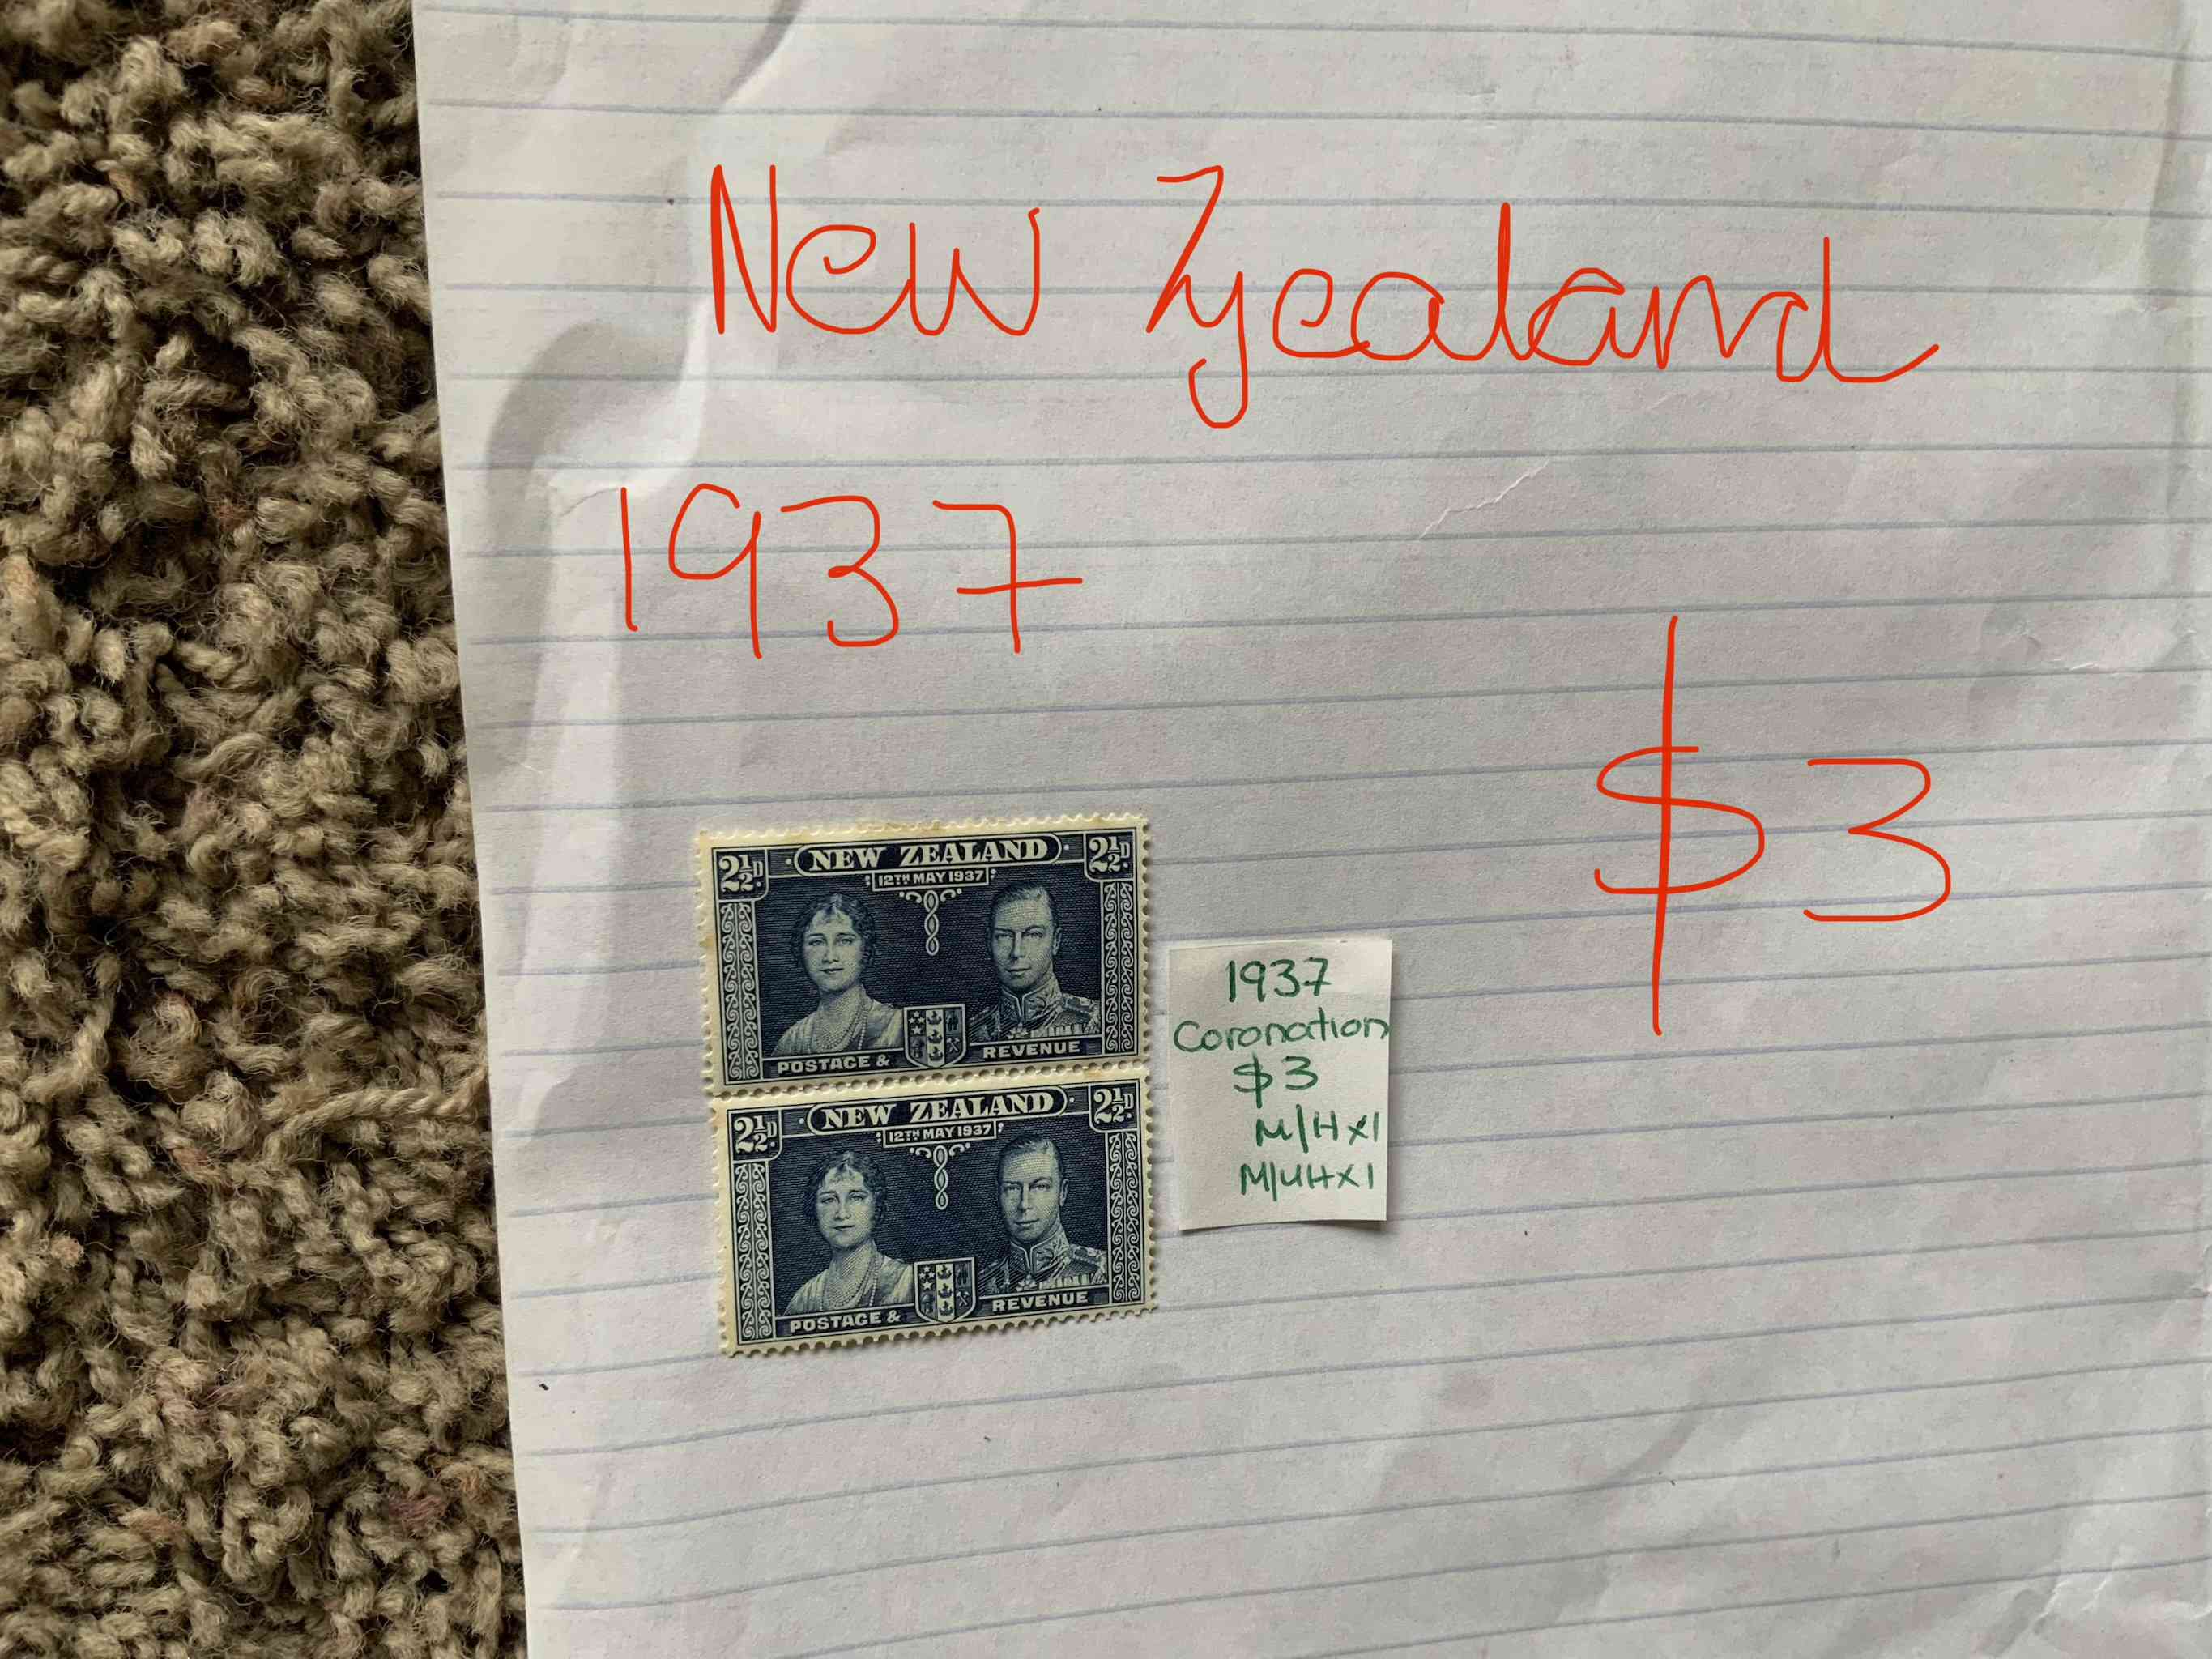 New Zealand
1937
$3
2½D. NEW ZEALAND 2½D.
12TH MAY 1937
POSTAGE & REVENUE
2½D. NEW ZEALAND 2½D.
12TH MAY 1937
POSTAGE & REVENUE
1937
Coronation
$3
M/H x1
M/UH x1